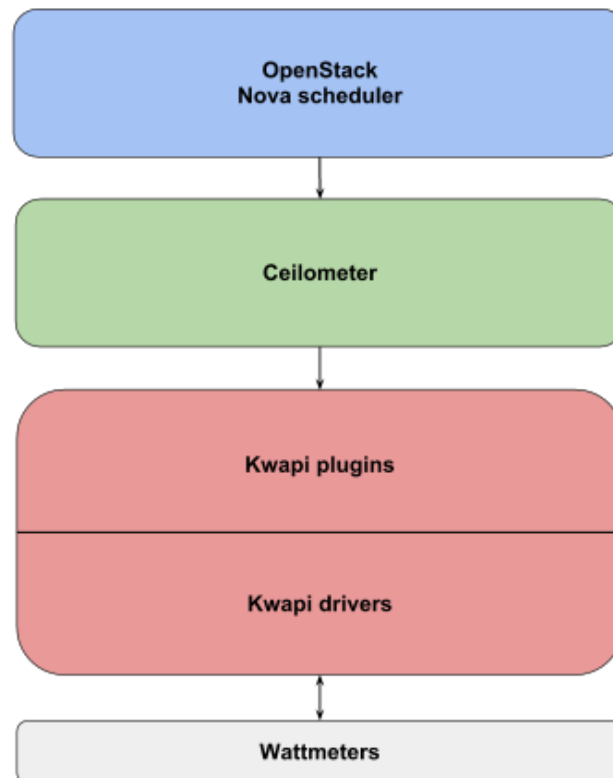 OpenStack
Nova scheduler
Ceilometer
Kwapi plugins
Kwapi drivers
Wattmeters